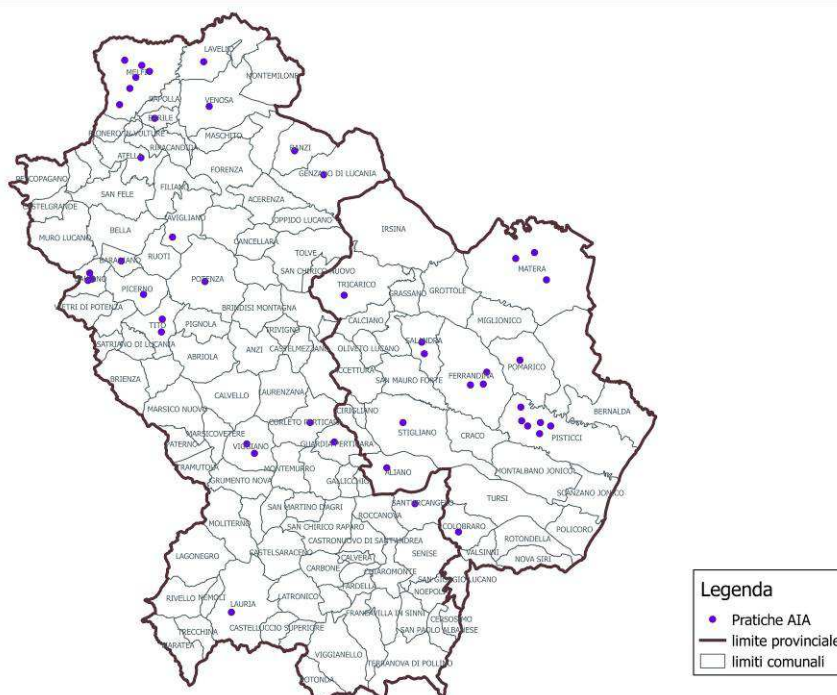 LAVELLO
MELFI
MONTEMILONE
RAPOLLA
VENOSA
BARILE
RIONERO IN VULTURE
MASCHITO
RIPACANDIDA
ATELLA
BANZI
FORENZA
GENZANO DI LUCANIA
PESCOPAGANO
FILIANO
SAN FELE
ACERENZA
CASTELGRANDE
AVIGLIANO
OPPIDO LUCANO
BELLA
IRSINA
MURO LUCANO
CANCELLARA
RUOTI
TOLVE
BARAGIANO
MATERA
SAN CHIRICO NUOVO
POTENZA
TRICARICO
PICERNO
GRASSANO
GROTTOLE
VIETRI DI POTENZA
BRINDISI MONTAGNA
CALCIANO
MIGLIONICO
TITO
PIGNOLA
TRIVIGNO
SATRIANO DI LUCANIA
ANZI
CASTELMEZZANO
OLIVETO LUCANO
SALANDRA
ABRIOLA
ACCETTURA
POMARICO
BRIENZA
SAN MAURO FORTE
FERRANDINA
CALVELLO
LAURENZANA
MARSICO NUOVO
CIRIGLIANO
BERNALDA
CORLETO PERTICARA
STIGLIANO
MARSICOVETERE
CRACO
PISTICCI
PATERNO
VIGGIANO
GUARDIA PERTICARA
TRAMUTOLA
MONTEMURRO
ALIANO
MONTALBANO JONICO
GRUMENTO NOVA
GALLICCHIO
SCANZANO JONICO
SAN MARTINO D'AGRI
SANT'ARCANGELO
TURSI
ROCCANOVA
MOLITERNO
SAN CHIRICO RAPARO
POLICORO
COLOBRARO
CASTRONUOVO DI SANT'ANDREA
ROTONDELLA
LAGONEGRO
CASTELSARACENO
SENESE
VALSINNI
CALVERA
NOVA SIRI
CARBONE
CHIAROMONTE
SAN GIORGIO LUCANO
RIVELLO
NEMOLI
FARDELLA
NOEPOLI
LATRONICO
LAURIA
FRANCAVILLA IN SINNI
CERSOSIMO
TRECCHINA
CASTELLUCCIO SUPERIORE
SAN PAOLO ALBANESE
MARATEA
VIGGIANELLO
TERRANOVA DI POLLINO
ROTONDA
Legenda
Pratiche AIA
limite provinciale
limiti comunali